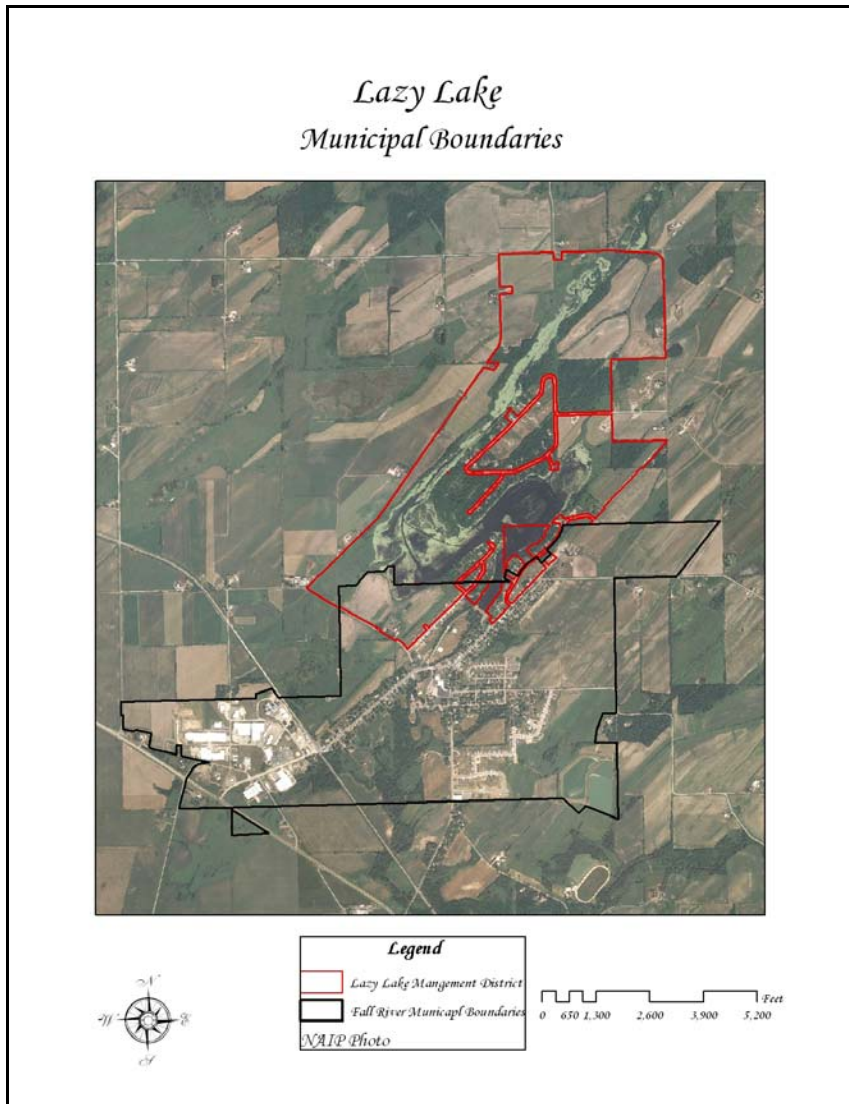 Lazy Lake
Municipal Boundaries
Legend
Lazy Lake Mangement District
Fall River Municapl Boundaries
NAIP Photo
N
W
E
S
Feet
0 650 1,300 2,600 3,900 5,200